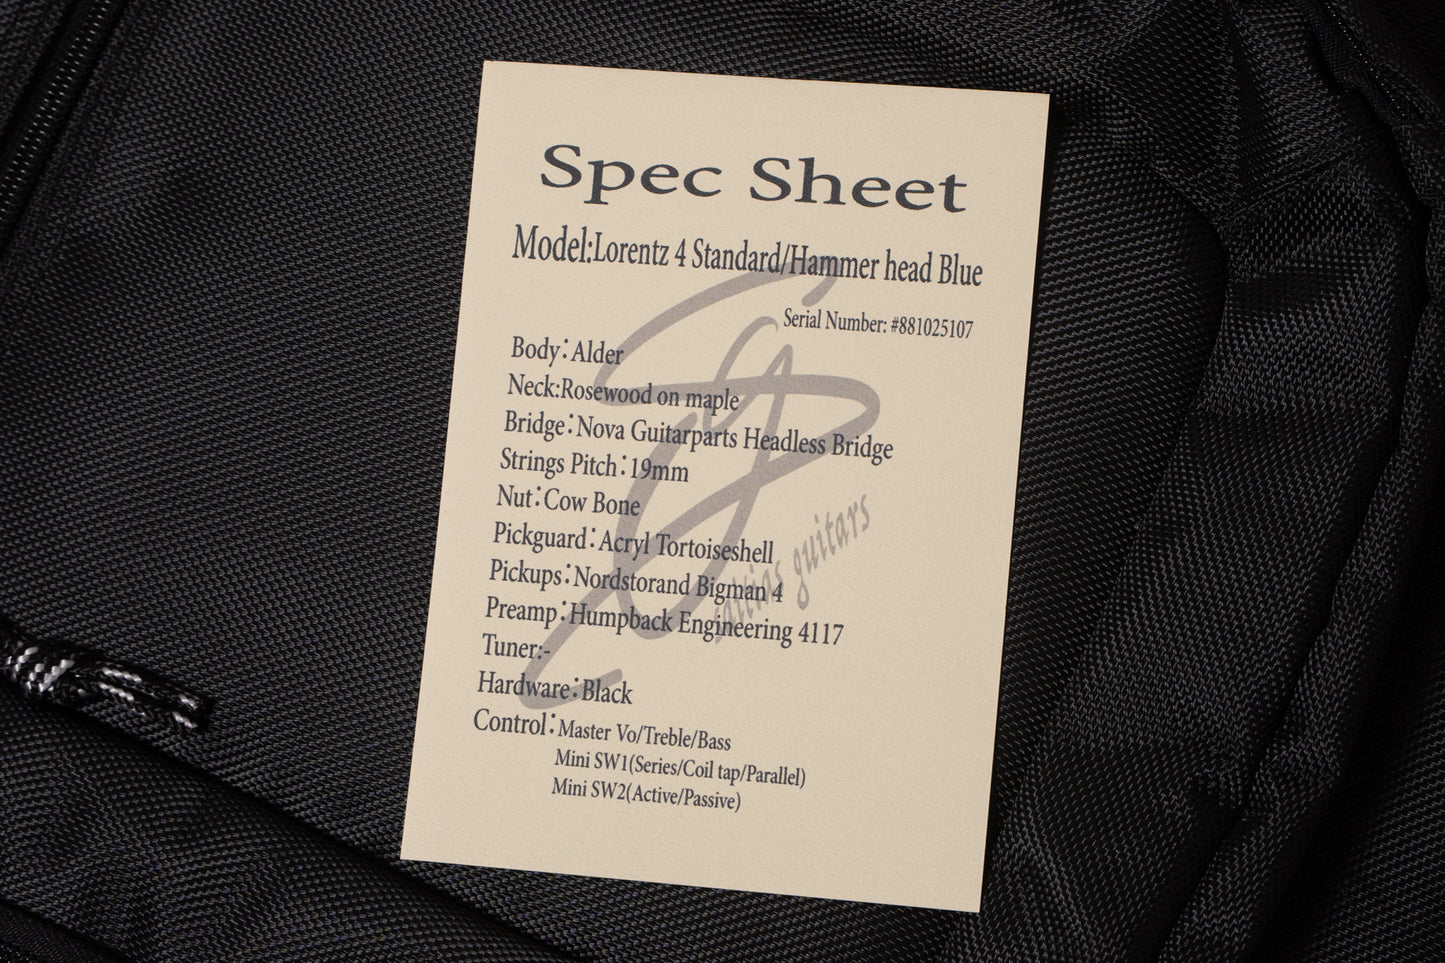 Spec Sheet
Model:Lorentz 4 Standard/Hammer head Blue
Serial Number: #881025107
Body：Alder
Neck:Rosewood on maple
Bridge：Nova Guitarparts Headless Bridge
Strings Pitch：19mm
Nut：Cow Bone
Pickguard：Acryl Tortoiseshell
Pickups：Nordstorand Bigman 4
Preamp：Humpback Engineering 4117
Tuner:-
Hardware：Black
Control：Master Vo/Treble/Bass
Mini SW1(Series/Coil tap/Parallel)
Mini SW2(Active/Passive)
guitars